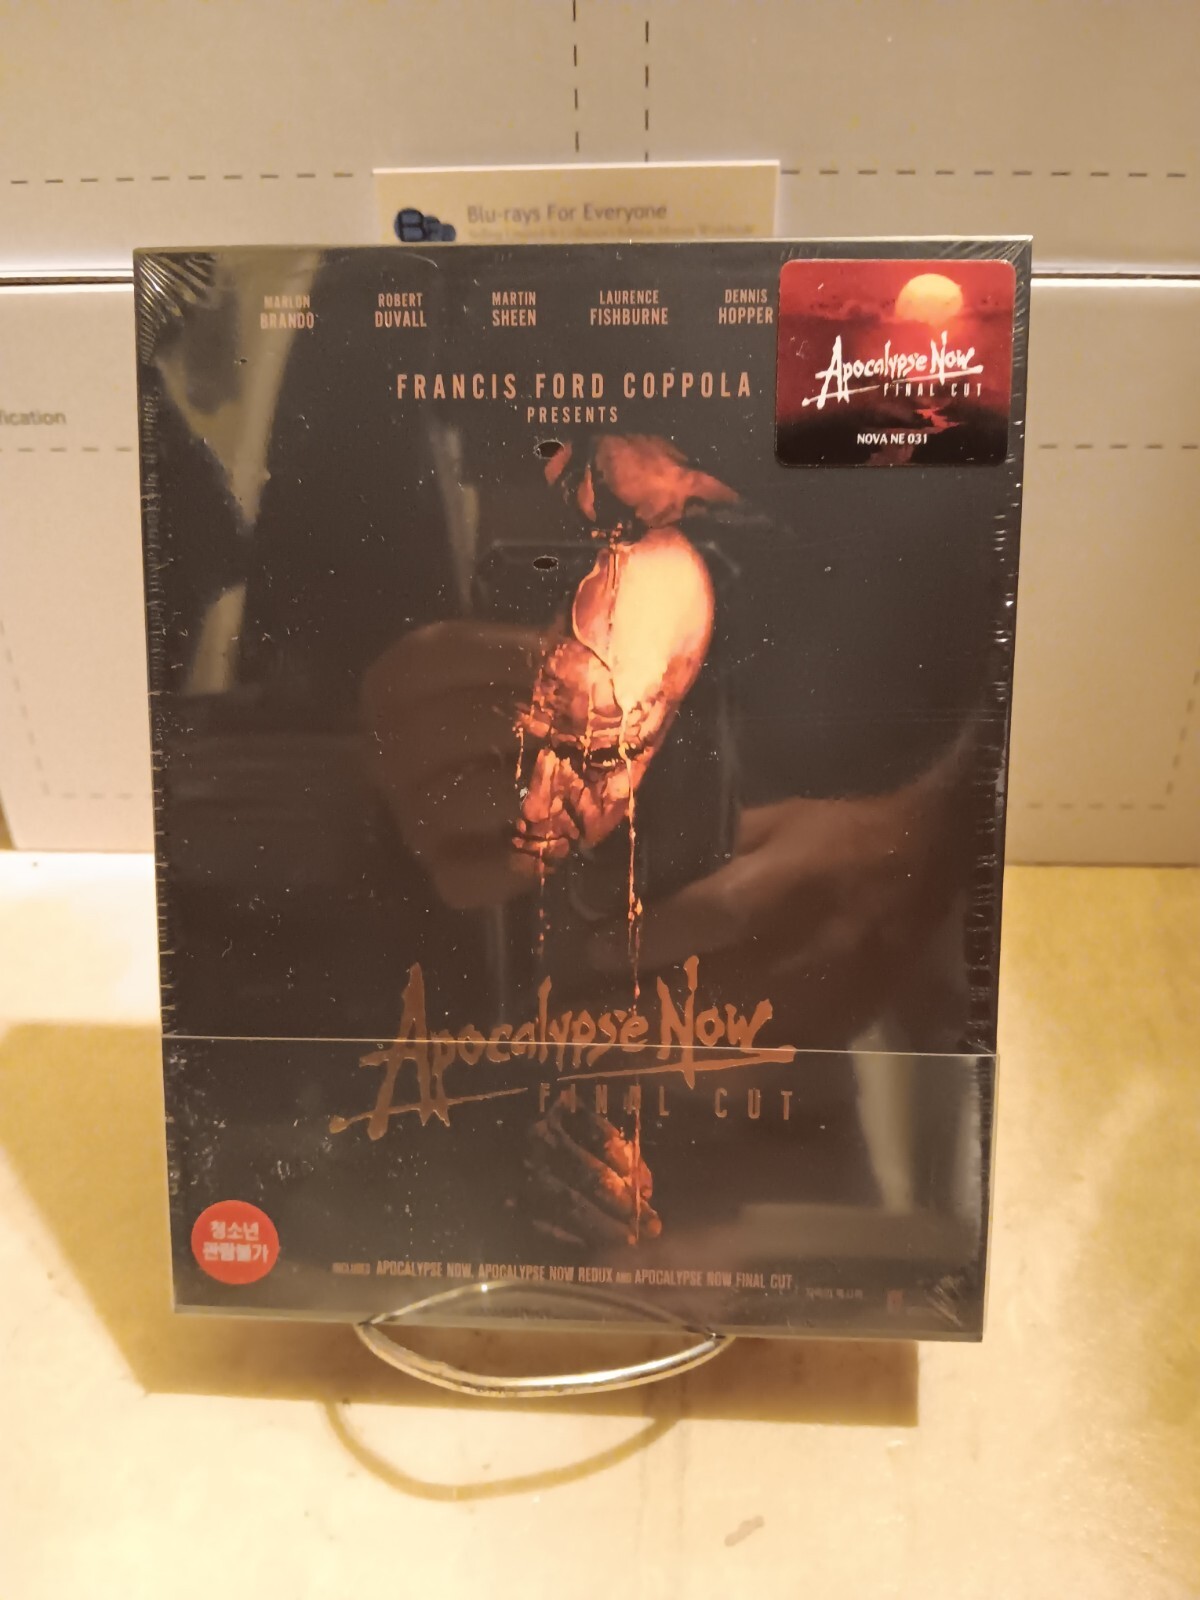 Blu-rays For Everyone
MARLON
BRANDO
ROBERT
DUVALL
MARTIN
SHEEN
LAURENCE
FISHBURNE
DENNIS
HOPPER
Apocalypse Now
FINAL CUT
NOVA NE 031
FRANCIS FORD COPPOLA
PRESENTS
fication
Apocalypse Now
FINAL CUT
청소년
관람불가
INCLUDES APOCALYPSE NOW, APOCALYPSE NOW REDUX AND APOCALYPSE NOW FINAL CUT